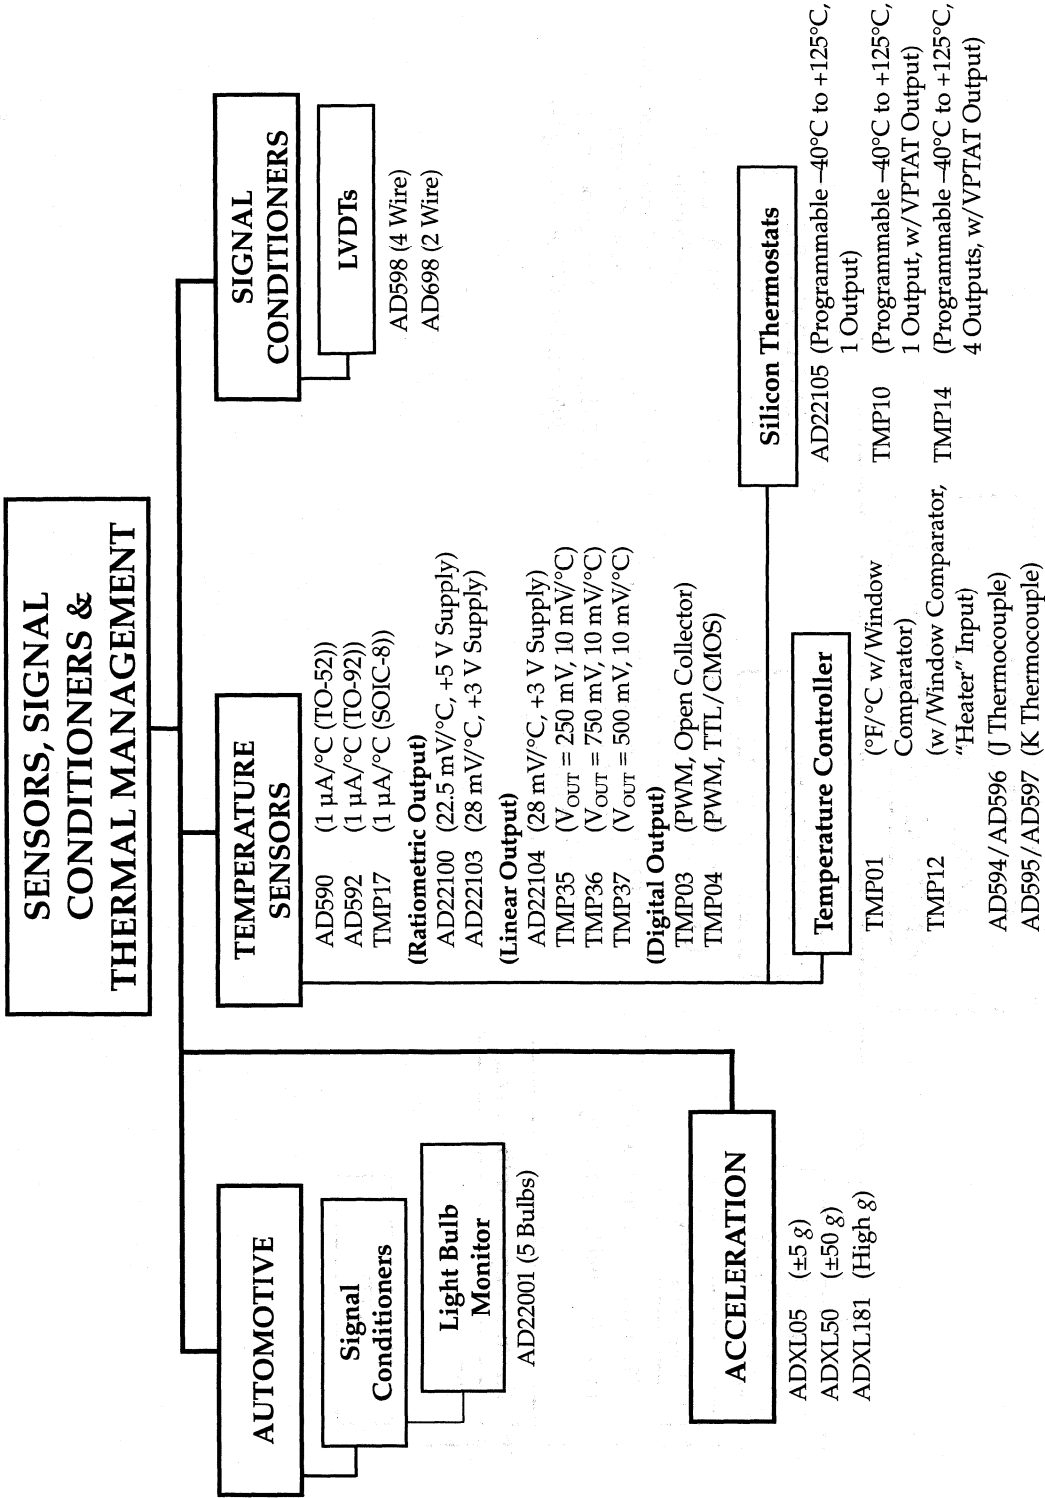 SENSORS, SIGNAL
CONDITIONERS &
THERMAL MANAGEMENT
AUTOMOTIVE
Signal
Conditioners
Light Bulb
Monitor
AD22001 (5 Bulbs)
ACCELERATION
ADXL05 (±5 g)
ADXL50 (±50 g)
ADXL181 (High g)
TEMPERATURE
SENSORS
AD590 (1 µA/°C (TO-52))
AD592 (1 µA/°C (TO-92))
TMP17 (1 µA/°C (SOIC-8))
(Ratiometric Output)
AD22100 (22.5 mV/°C, +5 V Supply)
AD22103 (28 mV/°C, +3 V Supply)
(Linear Output)
AD22104 (28 mV/°C, +3 V Supply)
TMP35 (VOUT = 250 mV, 10 mV/°C)
TMP36 (VOUT = 750 mV, 10 mV/°C)
TMP37 (VOUT = 500 mV, 10 mV/°C)
(Digital Output)
TMP03 (PWM, Open Collector)
TMP04 (PWM, TTL/CMOS)
Temperature Controller
TMP01 (°F/°C w/Window
Comparator)
TMP12 (w/Window Comparator,
"Heater" Input)
AD594/AD596 (J Thermocouple)
AD595/AD597 (K Thermocouple)
Silicon Thermostats
AD22105 (Programmable –40°C to +125°C,
1 Output)
TMP10 (Programmable –40°C to +125°C,
1 Output, w/VPTAT Output)
TMP14 (Programmable –40°C to +125°C,
4 Outputs, w/VPTAT Output)
SIGNAL
CONDITIONERS
LVDTs
AD598 (4 Wire)
AD698 (2 Wire)